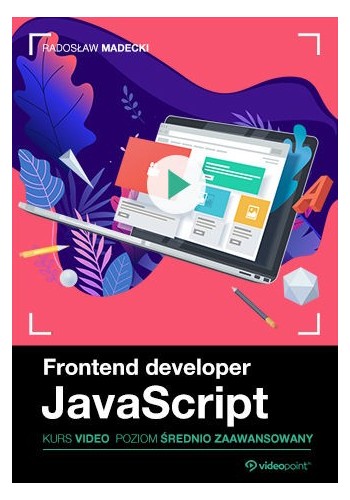 RADOSŁAW MADECKI
Frontend developer
JavaScript
KURS VIDEO POZIOM ŚREDNIO ZAAWANSOWANY
videopoint